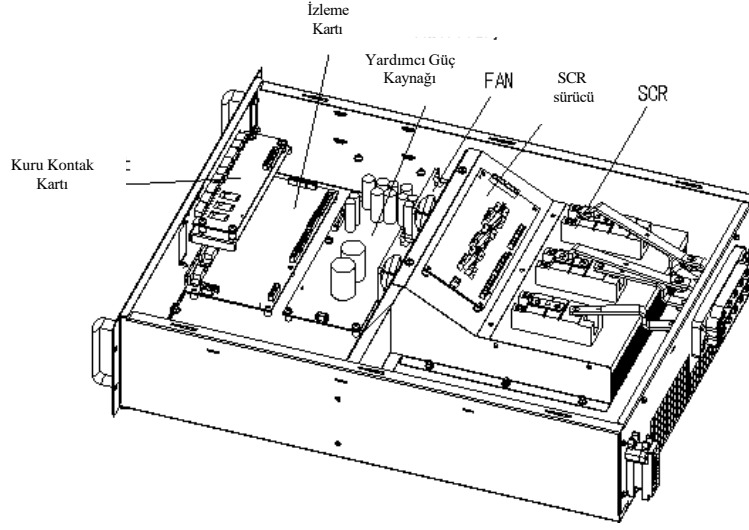 İzleme
Kartı
Yardımcı Güç
Kaynağı
FAN
SCR
sürücü
SCR
Kuru Kontak
Kartı